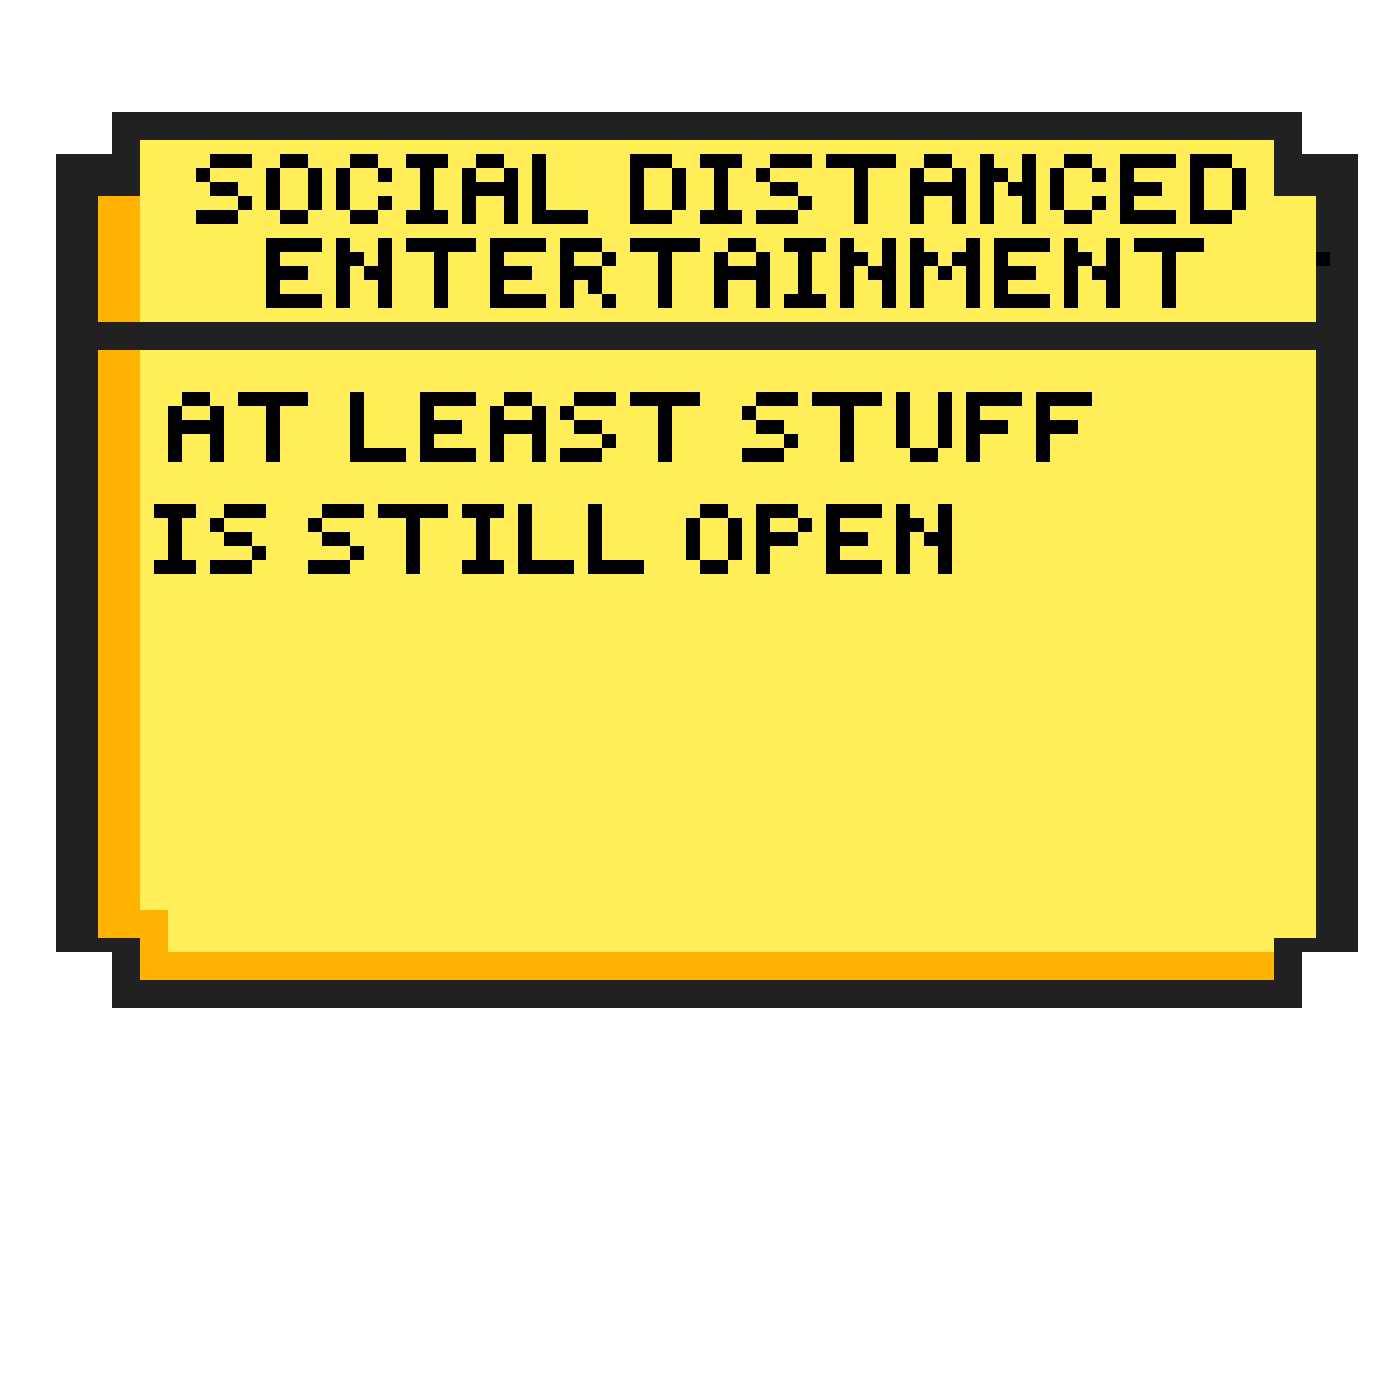 SOCIAL DISTANCED
ENTERTAINMENT
AT LEAST STUFF
IS STILL OPEN